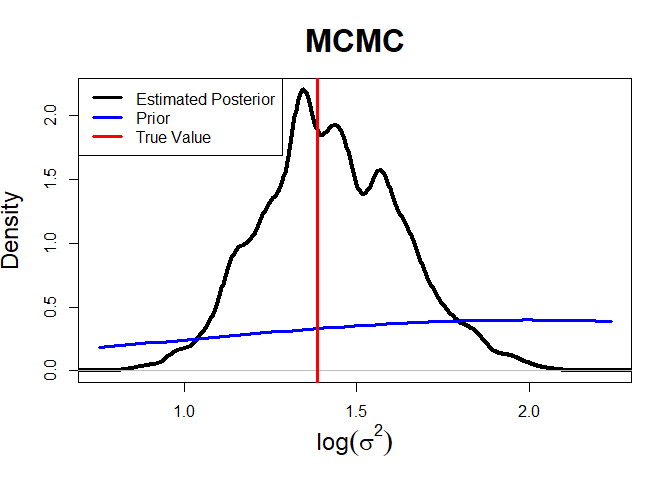 MCMC
Estimated Posterior
Prior
True Value
Density
2.0
1.5
1.0
0.5
0.0
1.0 1.5 2.0
log(σ²)